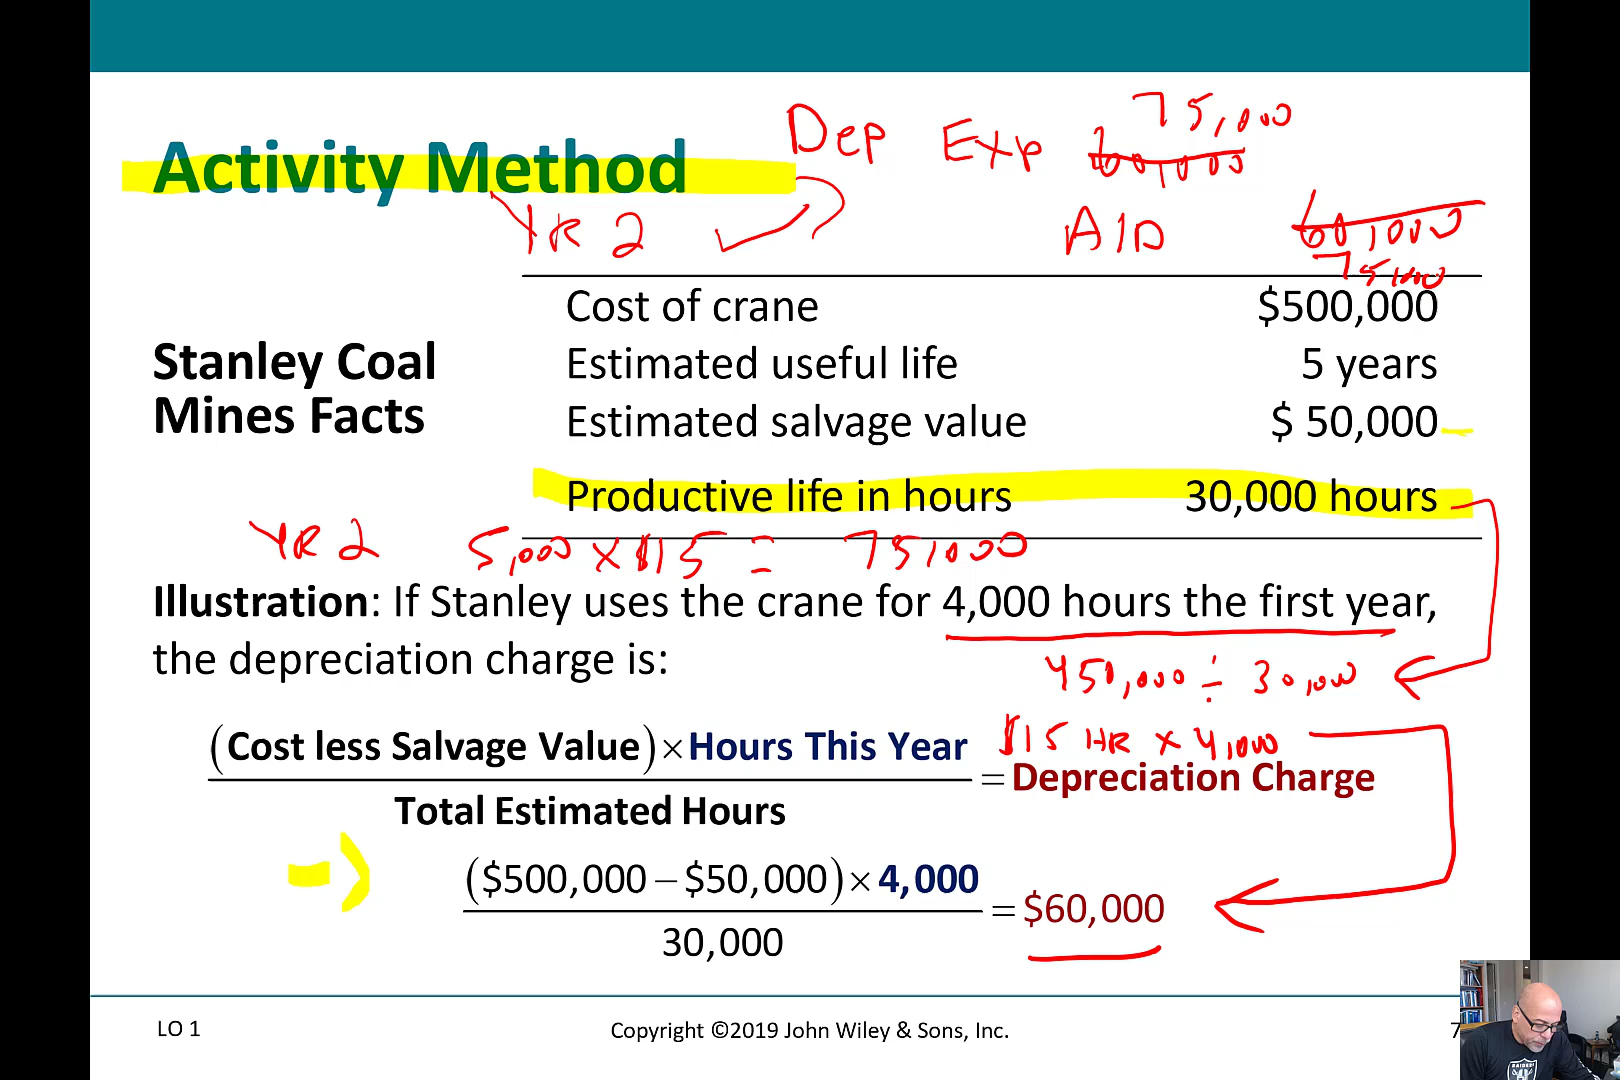 75,000
Dep Exp 60,000
Activity Method
YR 2 A/D 60,000
75,000
Cost of crane $500,000
Stanley Coal Mines Facts
Estimated useful life 5 years
Estimated salvage value $ 50,000
Productive life in hours 30,000 hours
YR 2 5,000 x $15 = 75,000
Illustration: If Stanley uses the crane for 4,000 hours the first year,
the depreciation charge is:
450,000 ÷ 30,000
$15 HR x 4,000
(Cost less Salvage Value) × Hours This Year
= Depreciation Charge
Total Estimated Hours
($500,000 – $50,000) × 4,000
= $60,000
30,000
LO 1 Copyright ©2019 John Wiley & Sons, Inc. 7
RAIDERS